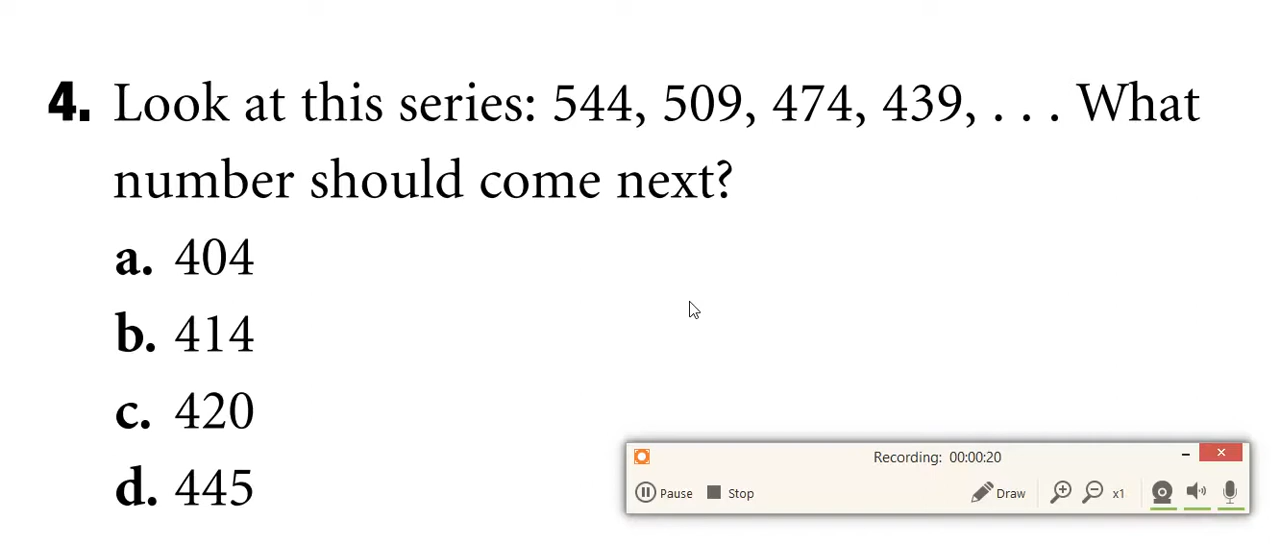 4. Look at this series: 544, 509, 474, 439, . . . What
number should come next?
a. 404
b. 414
c. 420
d. 445
Recording: 00:00:20
Pause Stop Draw x1